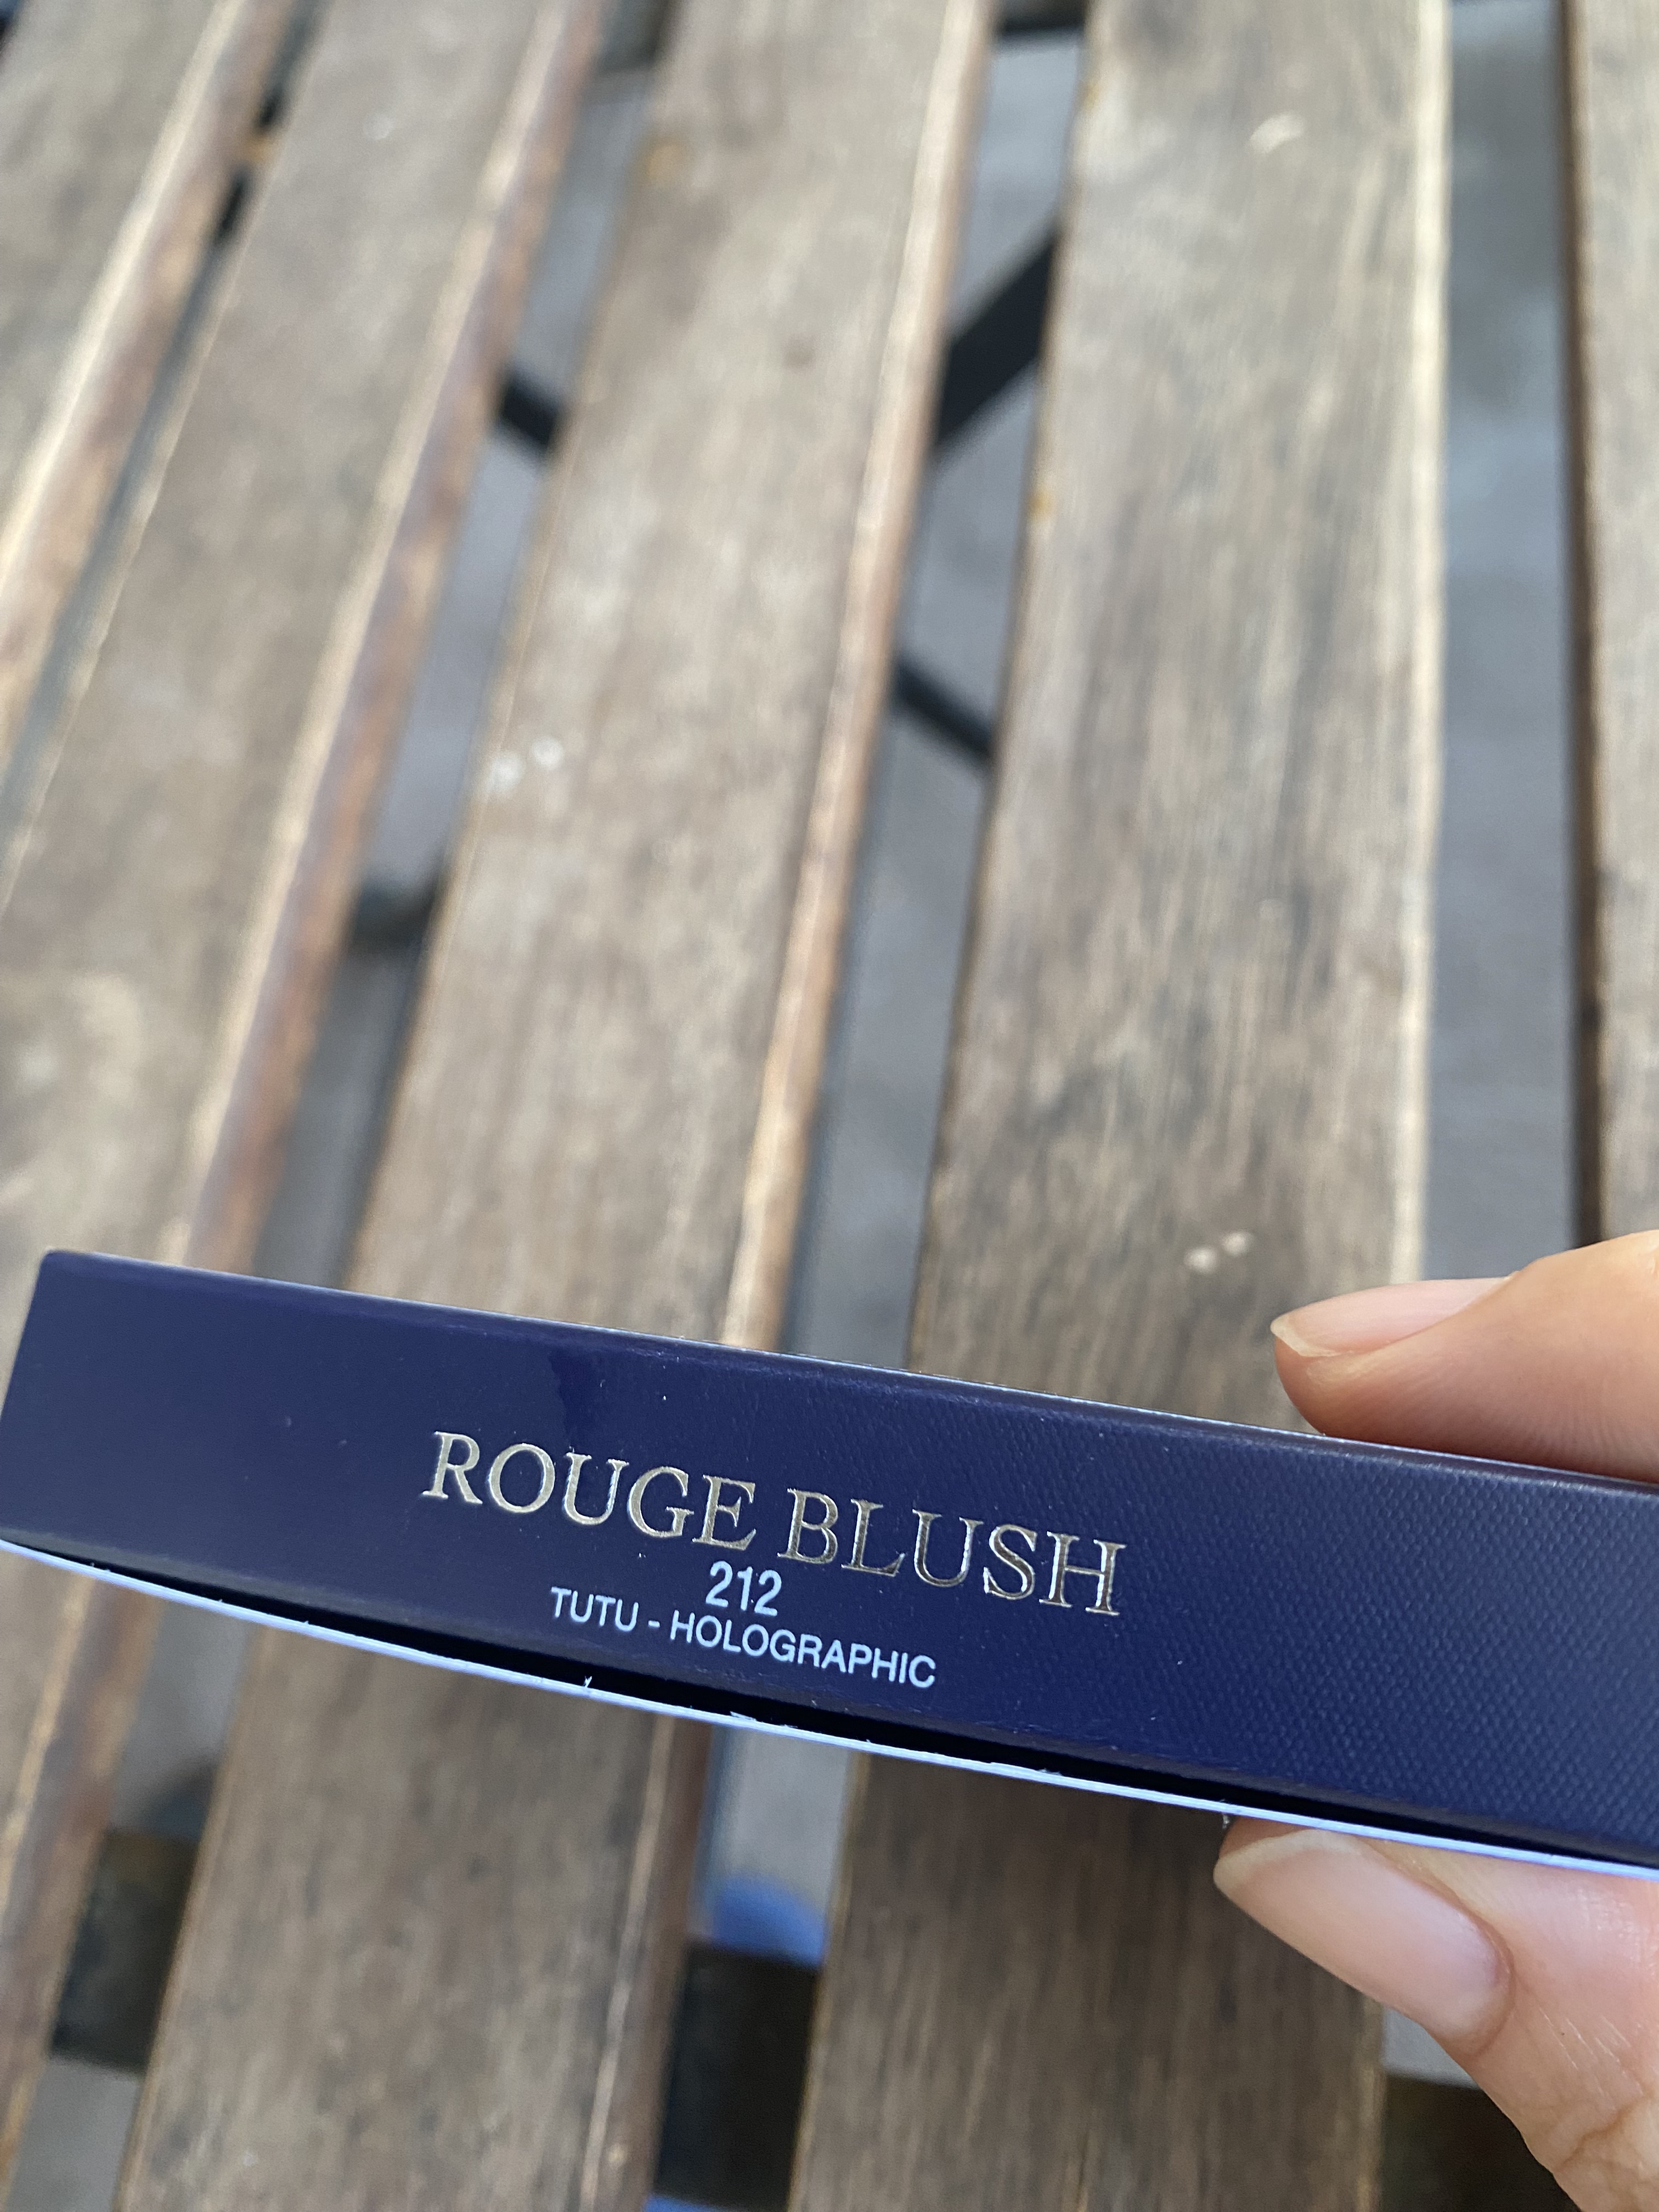 ROUGE BLUSH
212
TUTU - HOLOGRAPHIC